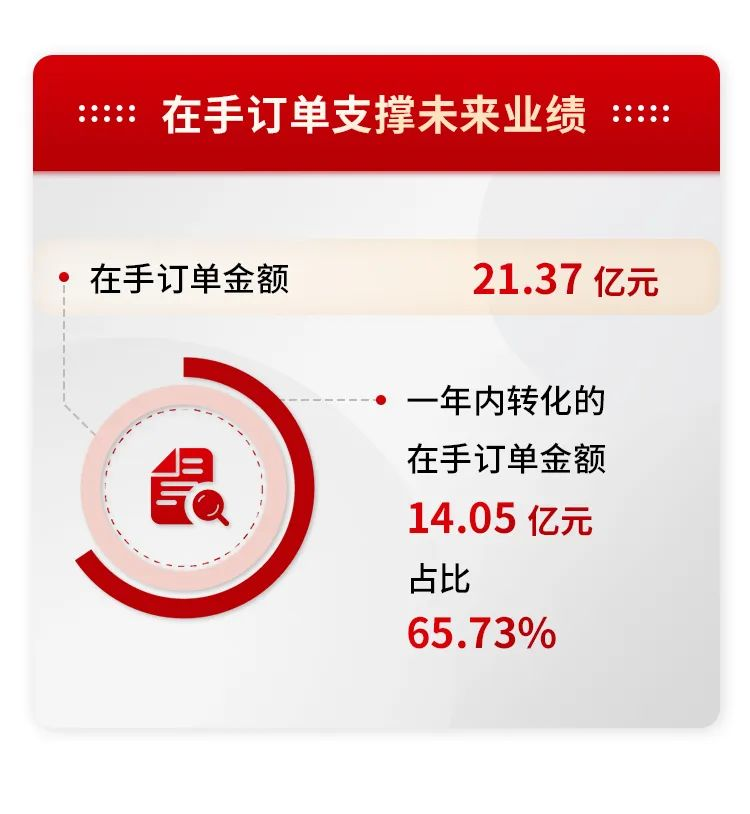 在手订单支撑未来业绩
在手订单金额 21.37 亿元
一年内转化的
在手订单金额
14.05 亿元
占比
65.73%